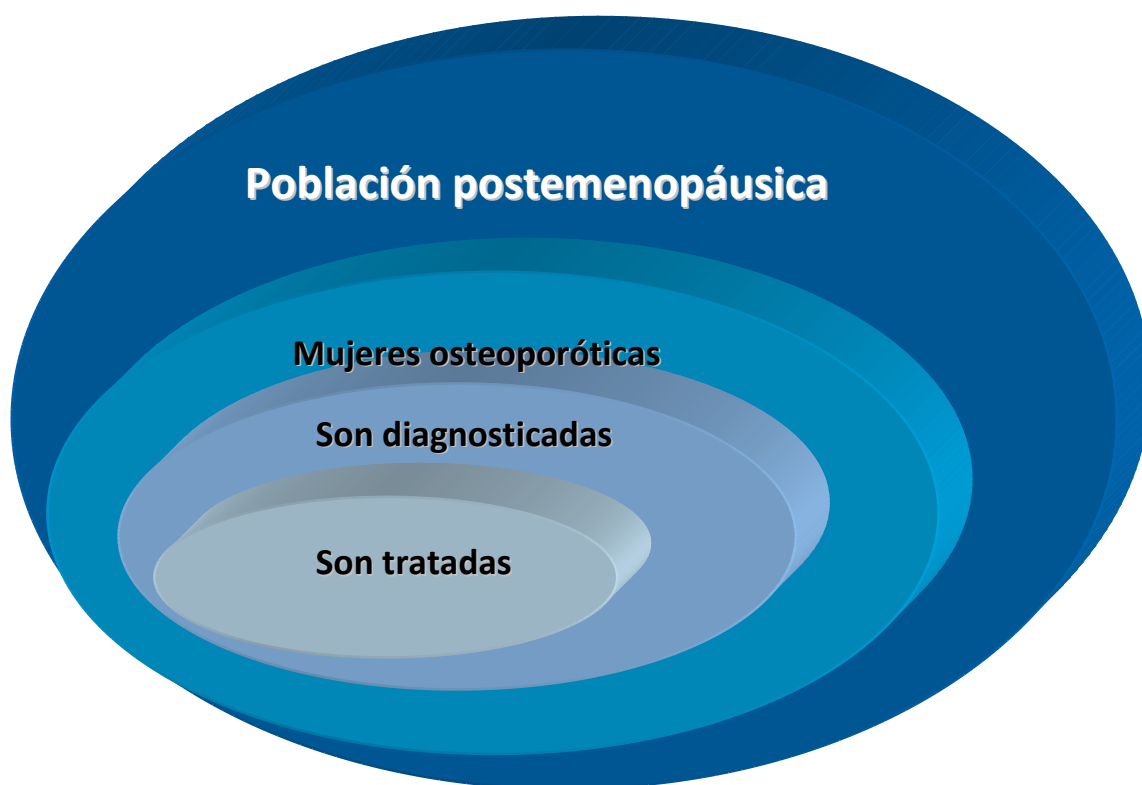 Población postemenopáusica
Mujeres osteoporóticas
Son diagnosticadas
Son tratadas